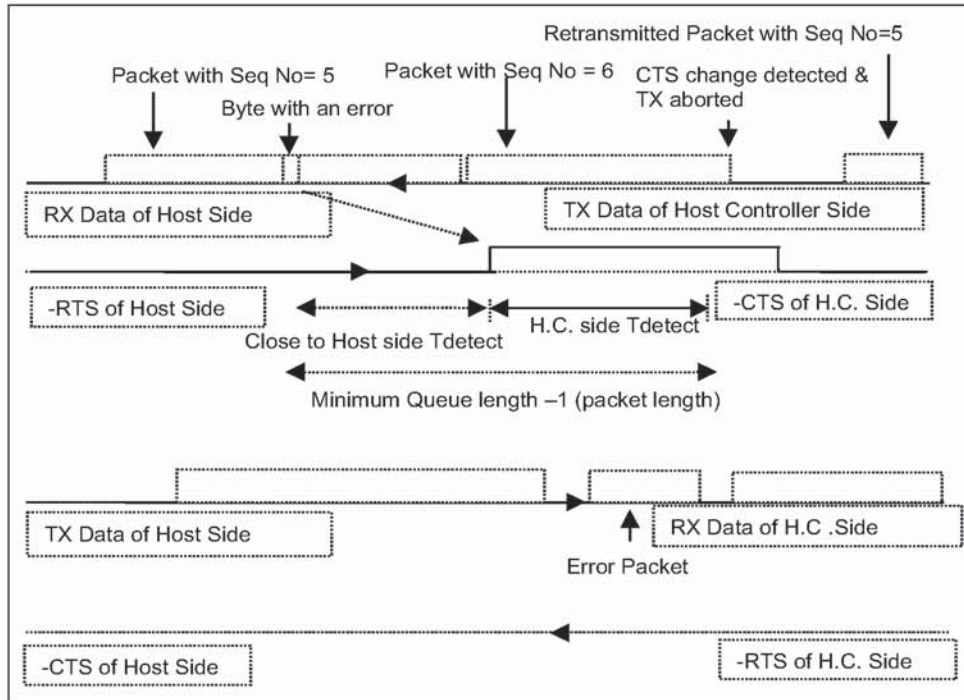 Retransmitted Packet with Seq No=5
Packet with Seq No= 5
Packet with Seq No = 6
CTS change detected &
TX aborted
Byte with an error
RX Data of Host Side
TX Data of Host Controller Side
-RTS of Host Side
-CTS of H.C. Side
Close to Host side Tdetect
H.C. side Tdetect
Minimum Queue length –1 (packet length)
TX Data of Host Side
RX Data of H.C .Side
Error Packet
-CTS of Host Side
-RTS of H.C. Side